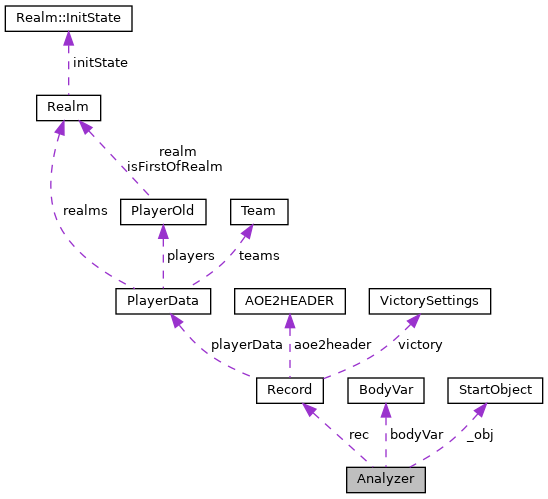 Realm::InitState
initState
Realm
realm
isFirstOfRealm
realms
PlayerOld
Team
players
teams
PlayerData
AOE2HEADER
VictorySettings
playerData
aoe2header
victory
Record
BodyVar
StartObject
rec
bodyVar
_obj
Analyzer